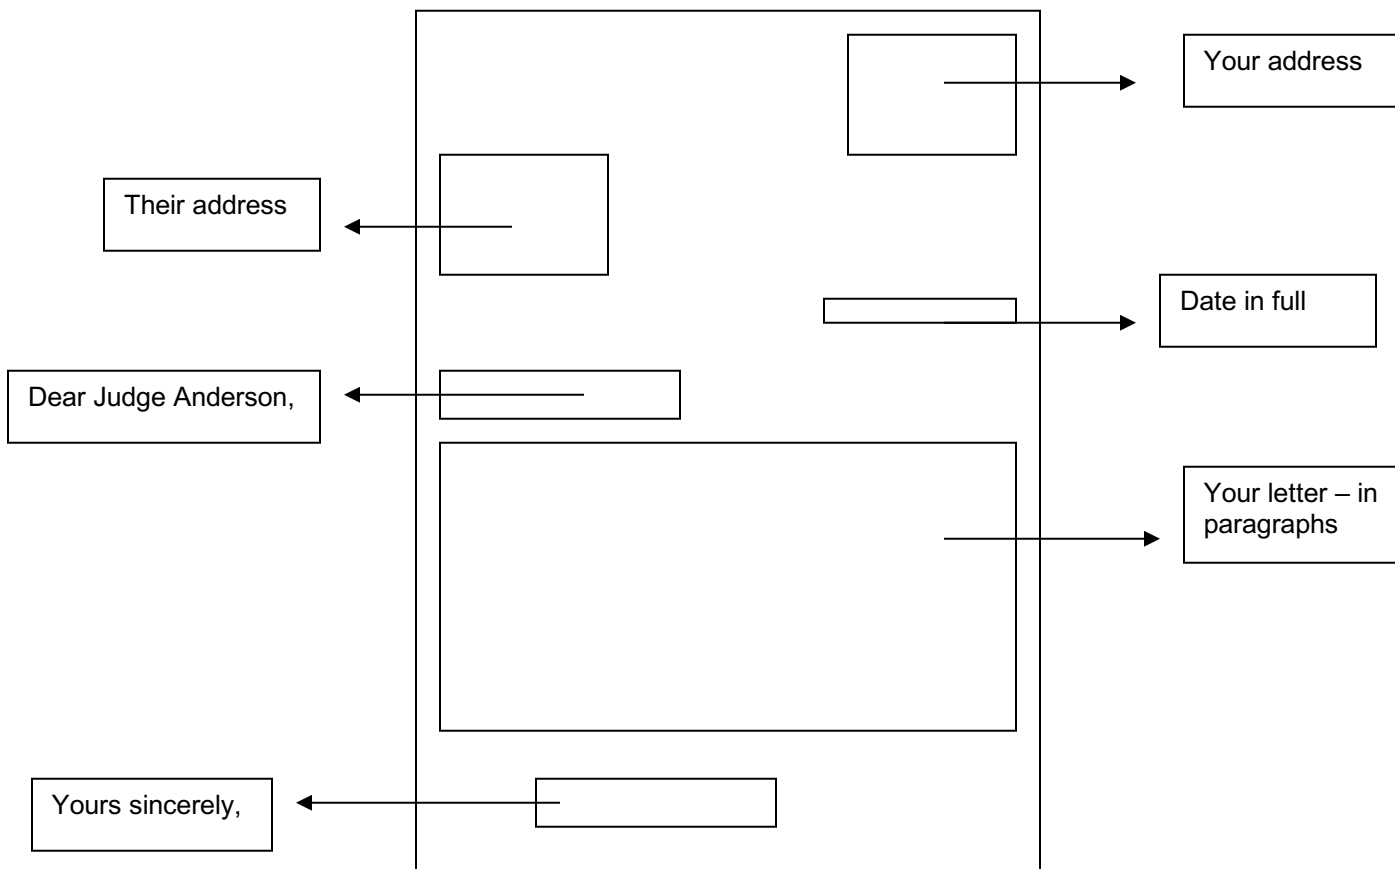 Your address
Their address
Date in full
Dear Judge Anderson,
Your letter – in
paragraphs
Yours sincerely,